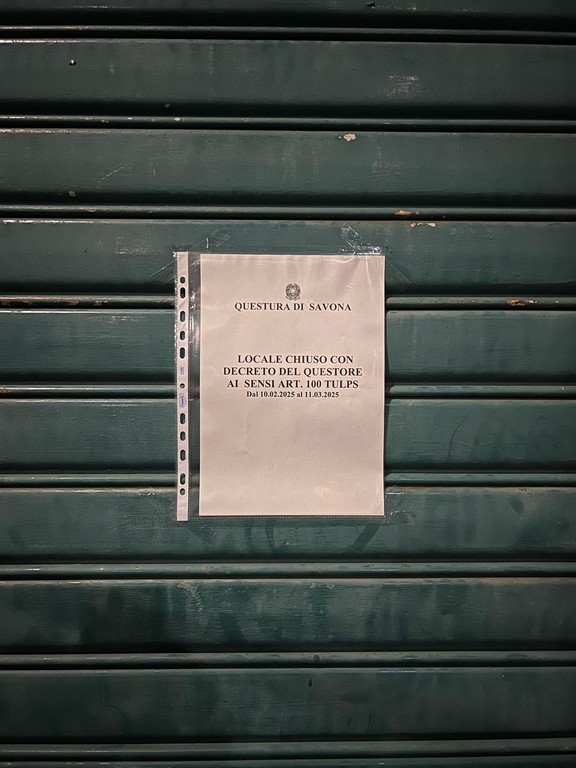 QUESTURA DI SAVONA
LOCALE CHIUSO CON
DECRETO DEL QUESTORE
AI SENSI ART. 100 TULPS
Dal 10.02.2025 al 11.03.2025